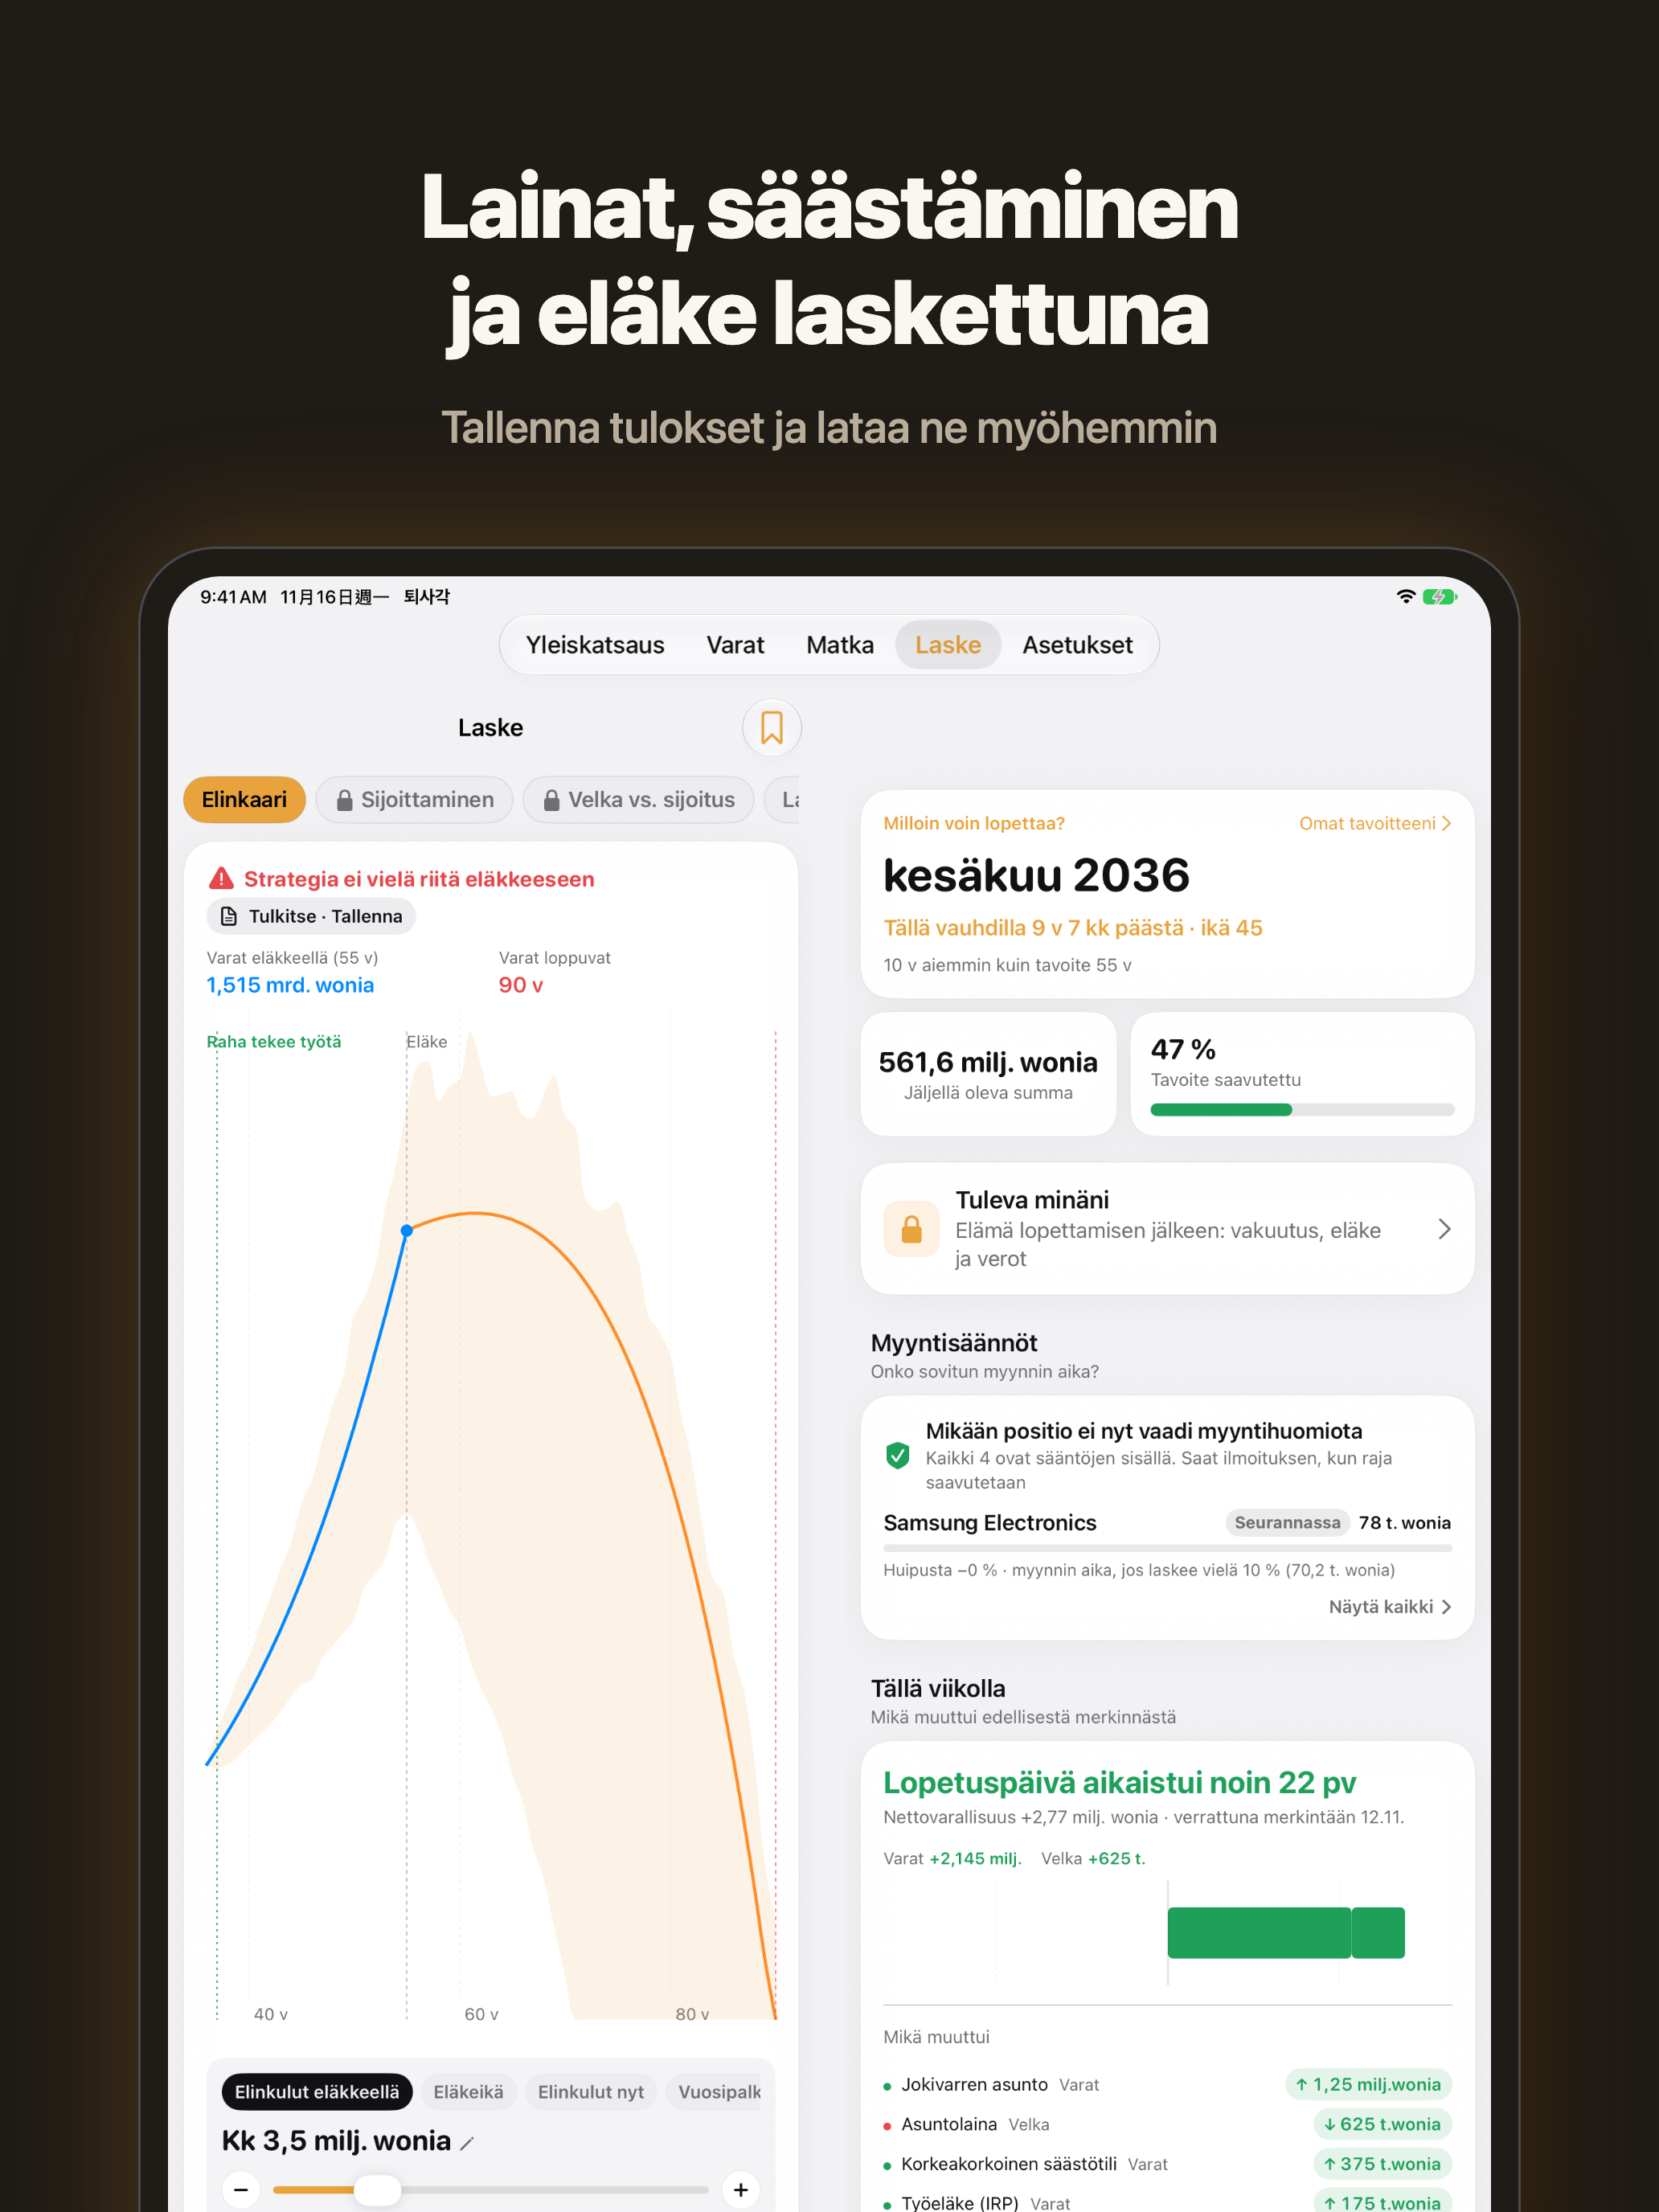 Lainat, säästäminen
ja eläke laskettuna
Tallenna tulokset ja lataa ne myöhemmin
9:41 AM 11月16日週一 퇴사각
Yleiskatsaus Varat Matka Laske Asetukset
Laske
Elinkaari Sijoittaminen Velka vs. sijoitus
Strategia ei vielä riitä eläkkeeseen
Tulkitse · Tallenna
Varat eläkkeellä (55 v) Varat loppuvat
1,515 mrd. wonia 90 v
Raha tekee työtä Eläke
40 v 60 v 80 v
Elinkulut eläkkeellä Eläkeikä Elinkulut nyt Vuosipalk
Kk 3,5 milj. wonia
− +
Milloin voin lopettaa? Omat tavoitteeni
kesäkuu 2036
Tällä vauhdilla 9 v 7 kk päästä · ikä 45
10 v aiemmin kuin tavoite 55 v
561,6 milj. wonia
Jäljellä oleva summa
47 %
Tavoite saavutettu
Tuleva minäni
Elämä lopettamisen jälkeen: vakuutus, eläke
ja verot
Myyntisäännöt
Onko sovitun myynnin aika?
Mikään positio ei nyt vaadi myyntihuomiota
Kaikki 4 ovat sääntöjen sisällä. Saat ilmoituksen, kun raja
saavutetaan
Samsung Electronics Seurannassa 78 t. wonia
Huipusta −0 % · myynnin aika, jos laskee vielä 10 % (70,2 t. wonia)
Näytä kaikki
Tällä viikolla
Mikä muuttui edellisestä merkinnästä
Lopetuspäivä aikaistui noin 22 pv
Nettovarallisuus +2,77 milj. wonia · verrattuna merkintään 12.11.
Varat +2,145 milj. Velka +625 t.
Mikä muuttui
Jokivarren asunto Varat ↑ 1,25 milj.wonia
Asuntolaina Velka ↓ 625 t.wonia
Korkeakorkoinen säästötili Varat ↑ 375 t.wonia
Työeläke (IRP) Varat ↑ 175 t.wonia